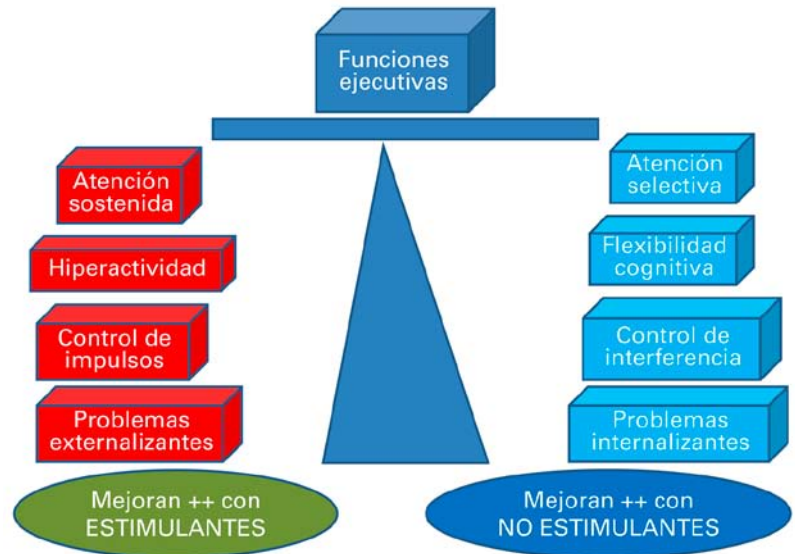 Funciones
ejecutivas
Atención
sostenida
Hiperactividad
Control de
impulsos
Problemas
externalizantes
Mejoran ++ con
ESTIMULANTES
Atención
selectiva
Flexibilidad
cognitiva
Control de
interferencia
Problemas
internalizantes
Mejoran ++ con
NO ESTIMULANTES